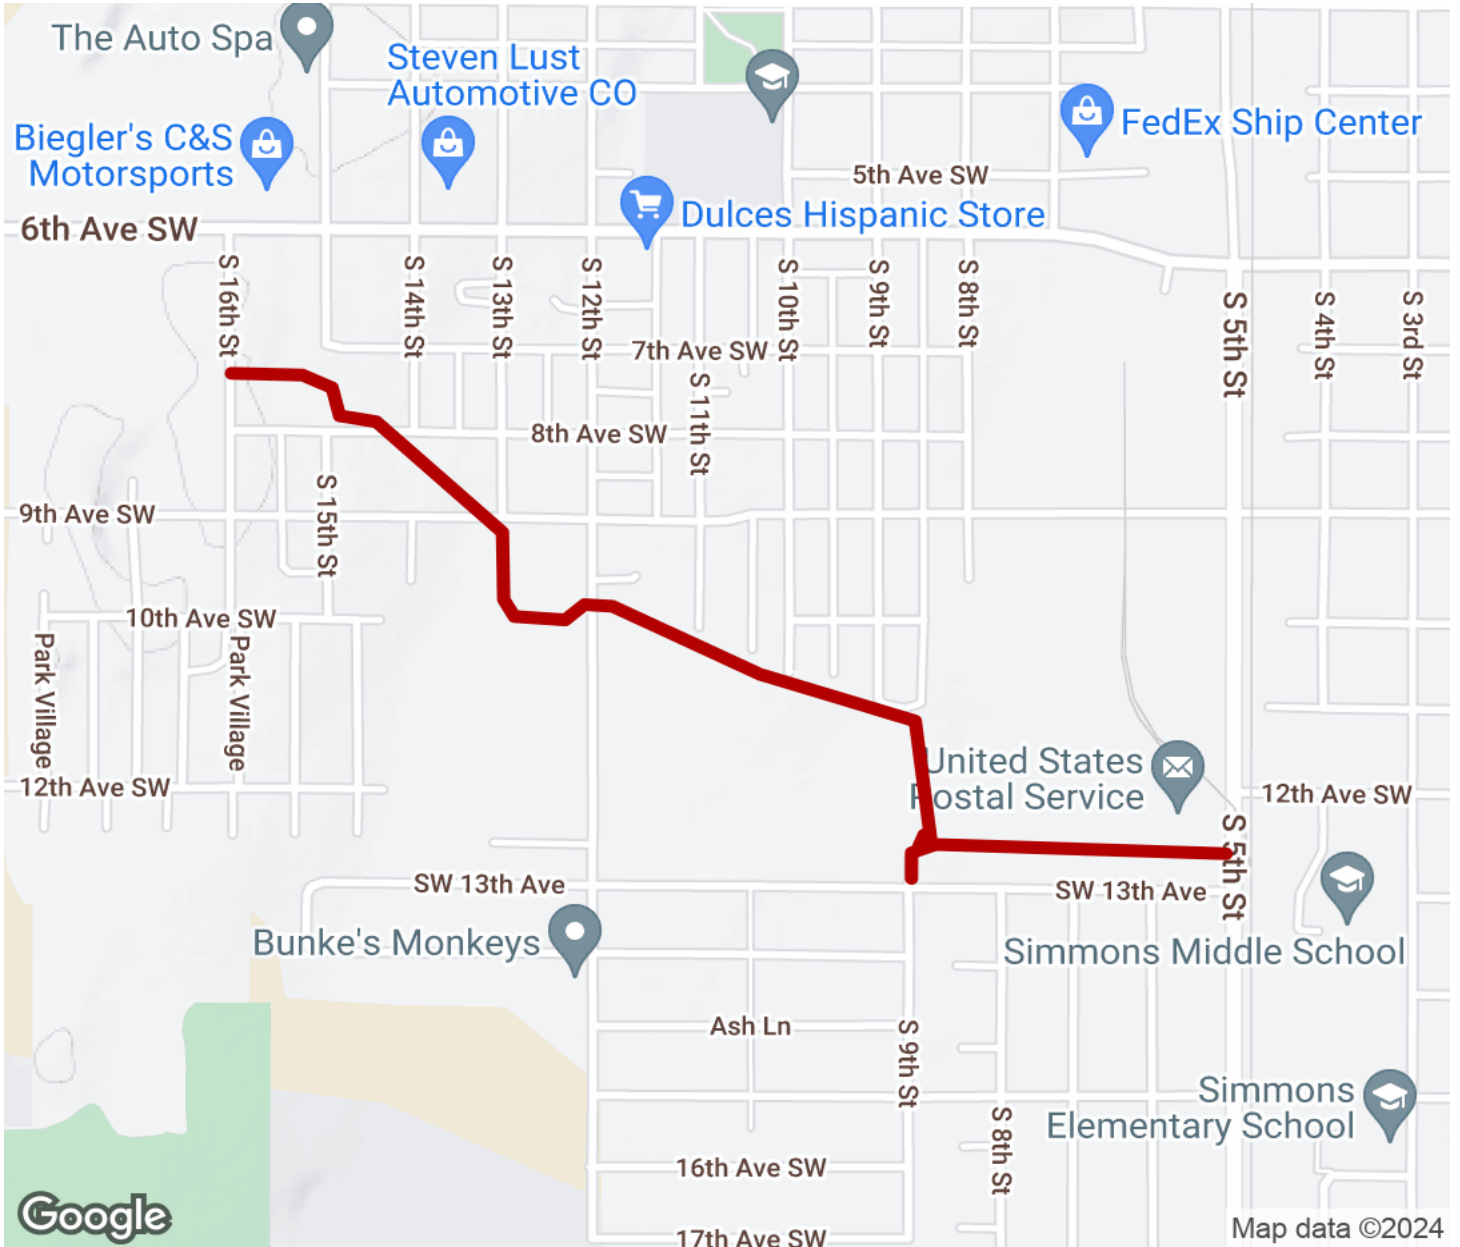 The Auto Spa
Steven Lust
Automotive CO
Biegler's C&S
Motorsports
FedEx Ship Center
5th Ave SW
Dulces Hispanic Store
6th Ave SW
S 16th St
S 14th St
S 13th St
S 12th St
S 10th St
S 9th St
S 8th St
S 5th St
S 4th St
S 3rd St
7th Ave SW
S 11th St
8th Ave SW
S 15th St
9th Ave SW
10th Ave SW
Park Village
Park Village
United States
Postal Service
12th Ave SW
12th Ave SW
S 5th St
SW 13th Ave
SW 13th Ave
Bunke's Monkeys
Simmons Middle School
Ash Ln
S 9th St
Simmons
Elementary School
S 8th St
16th Ave SW
Google
17th Ave SW
Map data ©2024